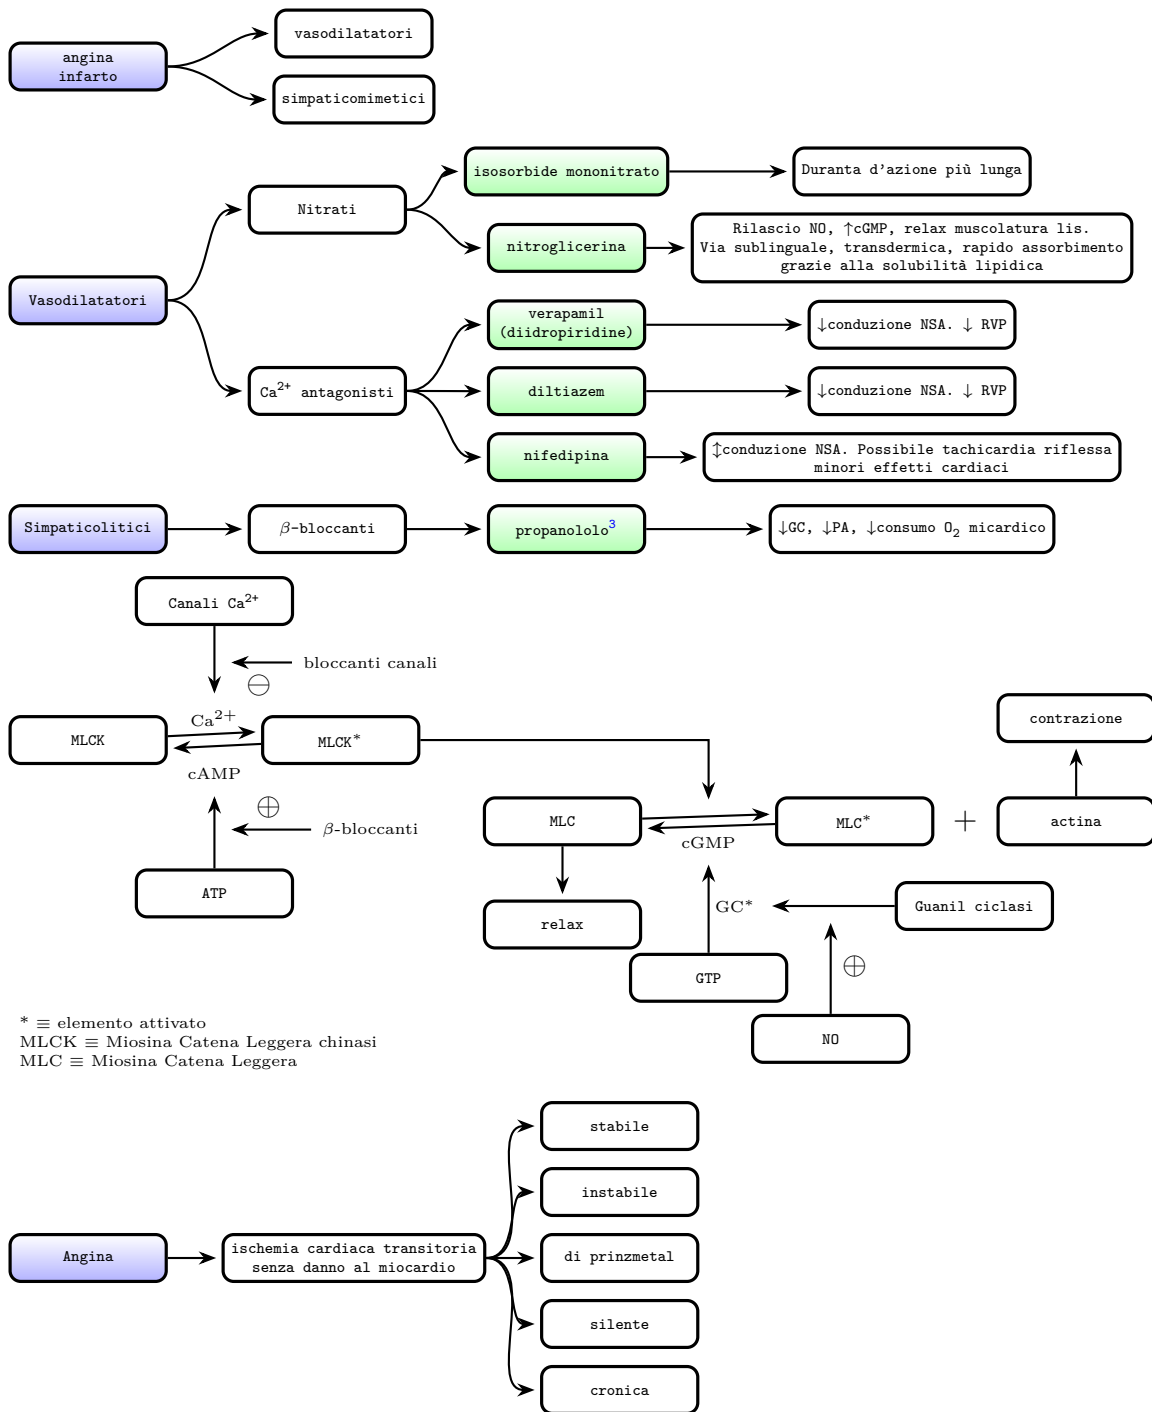 angina
infarto
vasodilatatori
simpaticomimetici
Vasodilatatori
Nitrati
isosorbide mononitrato
Duranta d'azione più lunga
nitroglicerina
Rilascio NO, ↑cGMP, relax muscolatura lis.
Via sublinguale, transdermica, rapido assorbimento
grazie alla solubilità lipidica
Ca²⁺ antagonisti
verapamil
(diidropiridine)
↓conduzione NSA. ↓ RVP
diltiazem
↓conduzione NSA. ↓ RVP
nifedipina
↕conduzione NSA. Possibile tachicardia riflessa
minori effetti cardiaci
Simpaticolitici
β-bloccanti
propanololo³
↓GC, ↓PA, ↓consumo O₂ micardico
Canali Ca²⁺
bloccanti canali
⊖
MLCK
Ca²⁺
MLCK*
cAMP
⊕
β-bloccanti
ATP
contrazione
MLC
MLC*
+
actina
cGMP
relax
GC*
Guanil ciclasi
GTP
⊕
NO
* ≡ elemento attivato
MLCK ≡ Miosina Catena Leggera chinasi
MLC ≡ Miosina Catena Leggera
Angina
ischemia cardiaca transitoria
senza danno al miocardio
stabile
instabile
di prinzmetal
silente
cronica